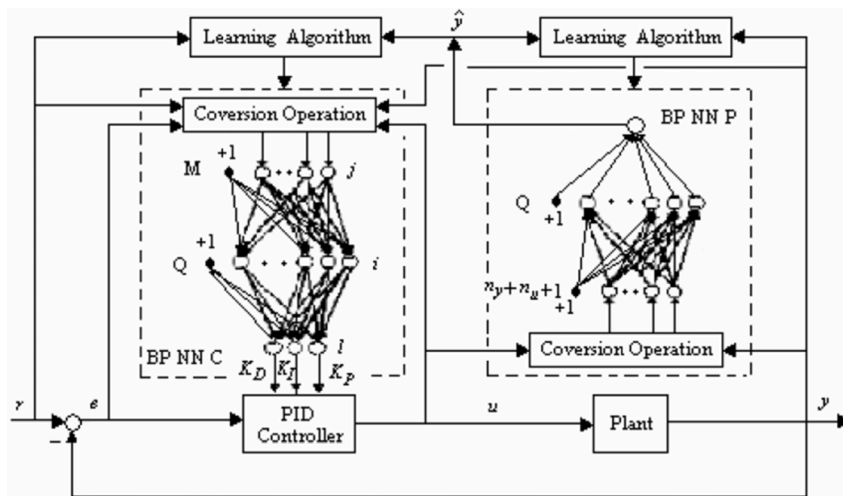 ŷ
Learning Algorithm
Learning Algorithm
Coversion Operation
BP NN P
+1
M
j
Q
+1
+1
Q
i
n_y+n_u+1
+1
l
BP NN C
K_D
K_I
K_P
Coversion Operation
r
e
PID
Controller
u
Plant
y
−